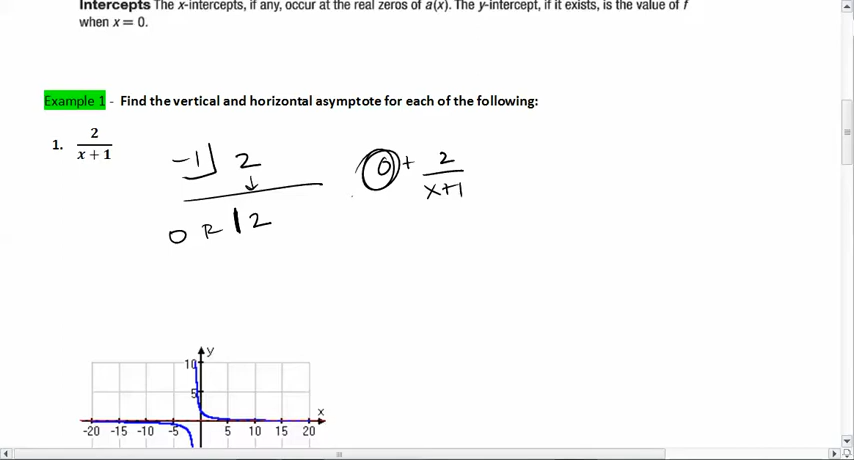 Intercepts The x-intercepts, if any, occur at the real zeros of a(x). The y-intercept, if it exists, is the value of f
when x = 0.
Example 1 - Find the vertical and horizontal asymptote for each of the following:
1. 2/(x + 1)
-1⌋ 2
↓
0 R | 2
0 + 2/(x+1)
y
10
5
x
-20 -15 -10 -5 5 10 15 20